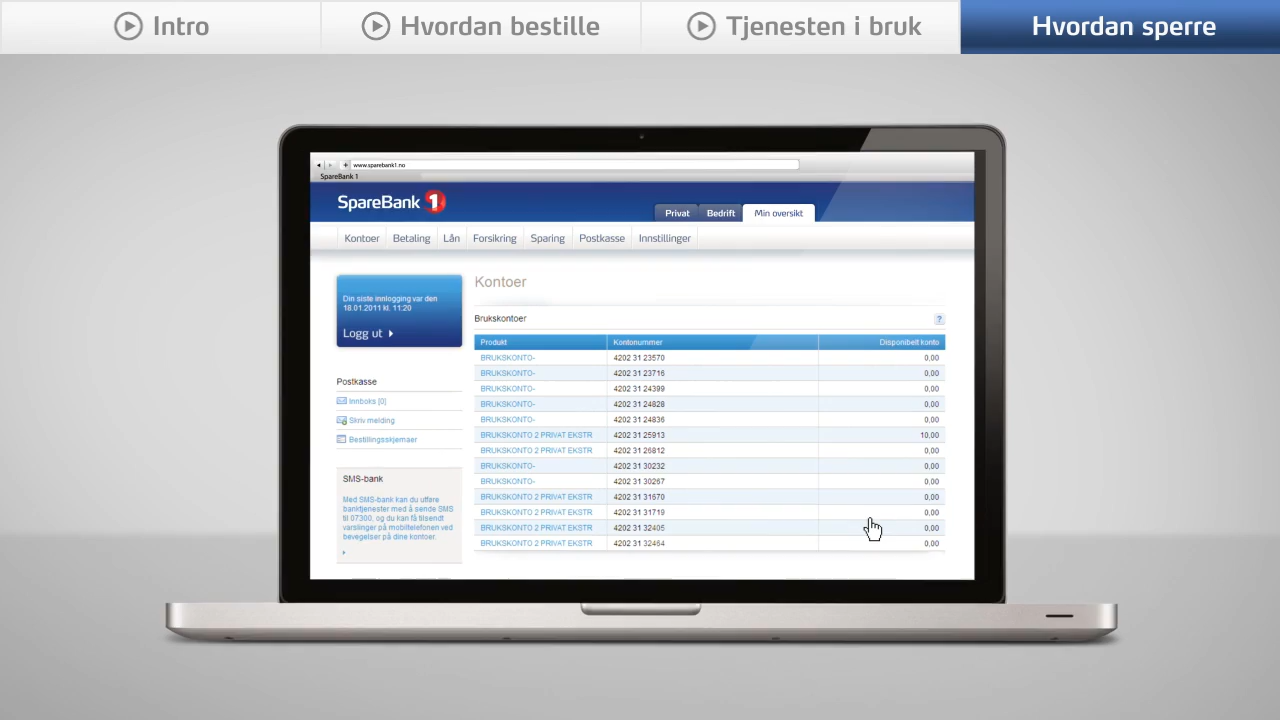 Intro
Hvordan bestille
Tjenesten i bruk
Hvordan sperre
www.sparebank1.no
SpareBank 1
SpareBank 1
Privat
Bedrift
Min oversikt
Kontoer
Betaling
Lån
Forsikring
Sparing
Postkasse
Innstillinger
Din siste innlogging var den
18.01.2011 kl. 11:20
Logg ut
Postkasse
Innboks [0]
Skriv melding
Bestillingsskjemaer
SMS-bank
Med SMS-bank kan du utføre
banktjenester med å sende SMS
til 07300, og du kan få tilsendt
varslinger på mobiltelefonen ved
bevegelser på dine kontoer.
Kontoer
Brukskontoer
?
Produkt Kontonummer Disponibelt konto
BRUKSKONTO- 4202 31 23570 0,00
BRUKSKONTO- 4202 31 23716 0,00
BRUKSKONTO- 4202 31 24399 0,00
BRUKSKONTO- 4202 31 24828 0,00
BRUKSKONTO- 4202 31 24836 0,00
BRUKSKONTO 2 PRIVAT EKSTR 4202 31 25913 10,00
BRUKSKONTO 2 PRIVAT EKSTR 4202 31 26812 0,00
BRUKSKONTO- 4202 31 30232 0,00
BRUKSKONTO- 4202 31 30267 0,00
BRUKSKONTO 2 PRIVAT EKSTR 4202 31 31670 0,00
BRUKSKONTO 2 PRIVAT EKSTR 4202 31 31719 0,00
BRUKSKONTO 2 PRIVAT EKSTR 4202 31 32405 0,00
BRUKSKONTO 2 PRIVAT EKSTR 4202 31 32464 0,00